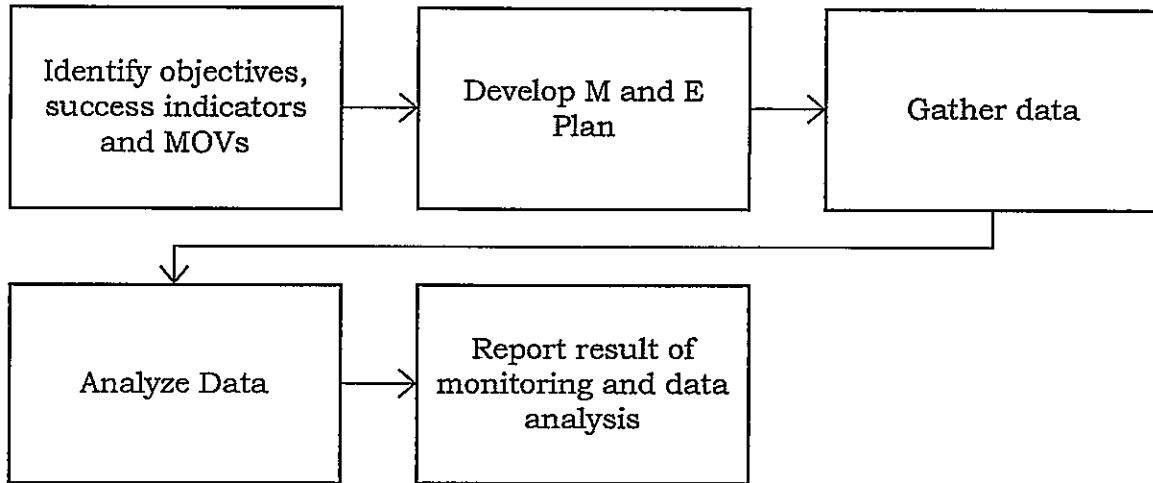 Identify objectives,
success indicators
and MOVs
Develop M and E
Plan
Gather data
Analyze Data
Report result of
monitoring and data
analysis